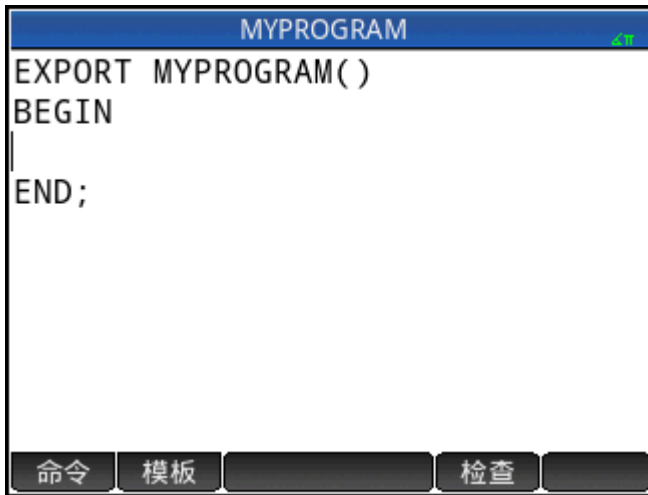 MYPROGRAM
∡π
EXPORT MYPROGRAM()
BEGIN
END;
命令 模板 检查